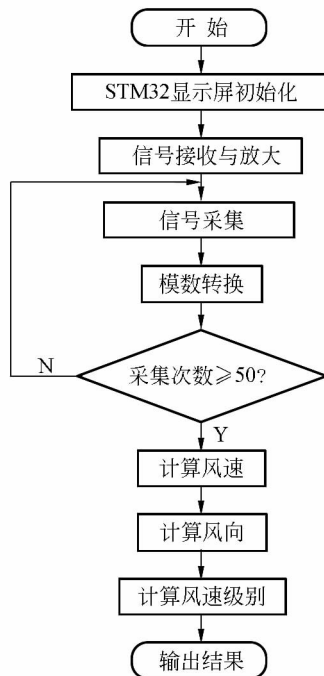 开 始
STM32显示屏初始化
信号接收与放大
信号采集
模数转换
N
采集次数≥50?
Y
计算风速
计算风向
计算风速级别
输出结果